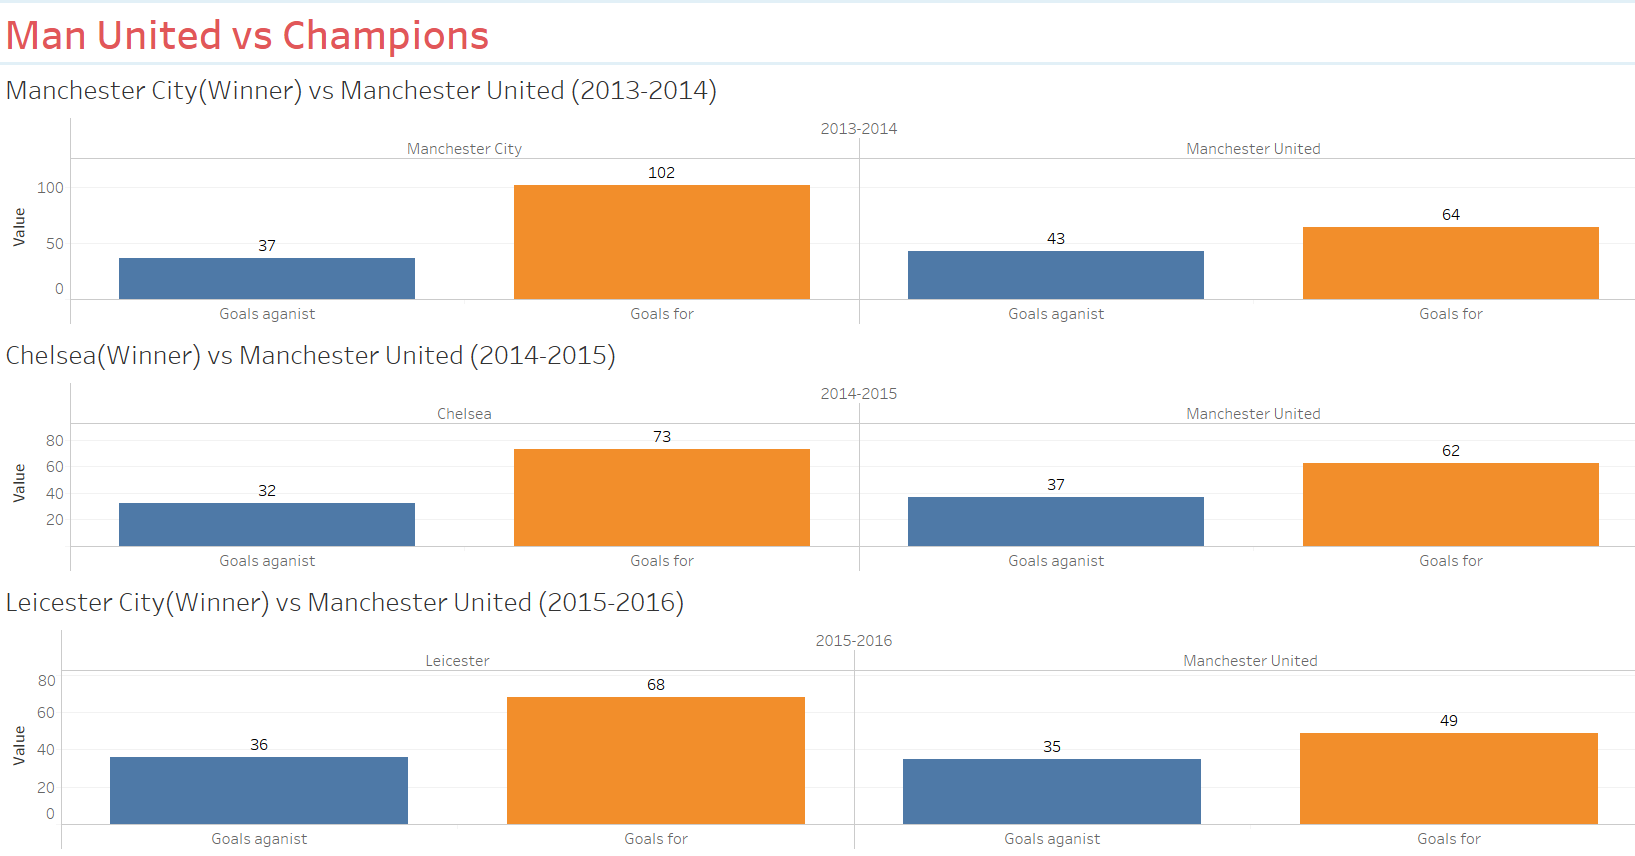 Man United vs Champions
Manchester City(Winner) vs Manchester United (2013-2014)
2013-2014
Manchester City Manchester United
Value
100
50
0
37
102
43
64
Goals aganist Goals for Goals aganist Goals for
Chelsea(Winner) vs Manchester United (2014-2015)
2014-2015
Chelsea Manchester United
Value
80
60
40
20
32
73
37
62
Goals aganist Goals for Goals aganist Goals for
Leicester City(Winner) vs Manchester United (2015-2016)
2015-2016
Leicester Manchester United
Value
80
60
40
20
0
36
68
35
49
Goals aganist Goals for Goals aganist Goals for